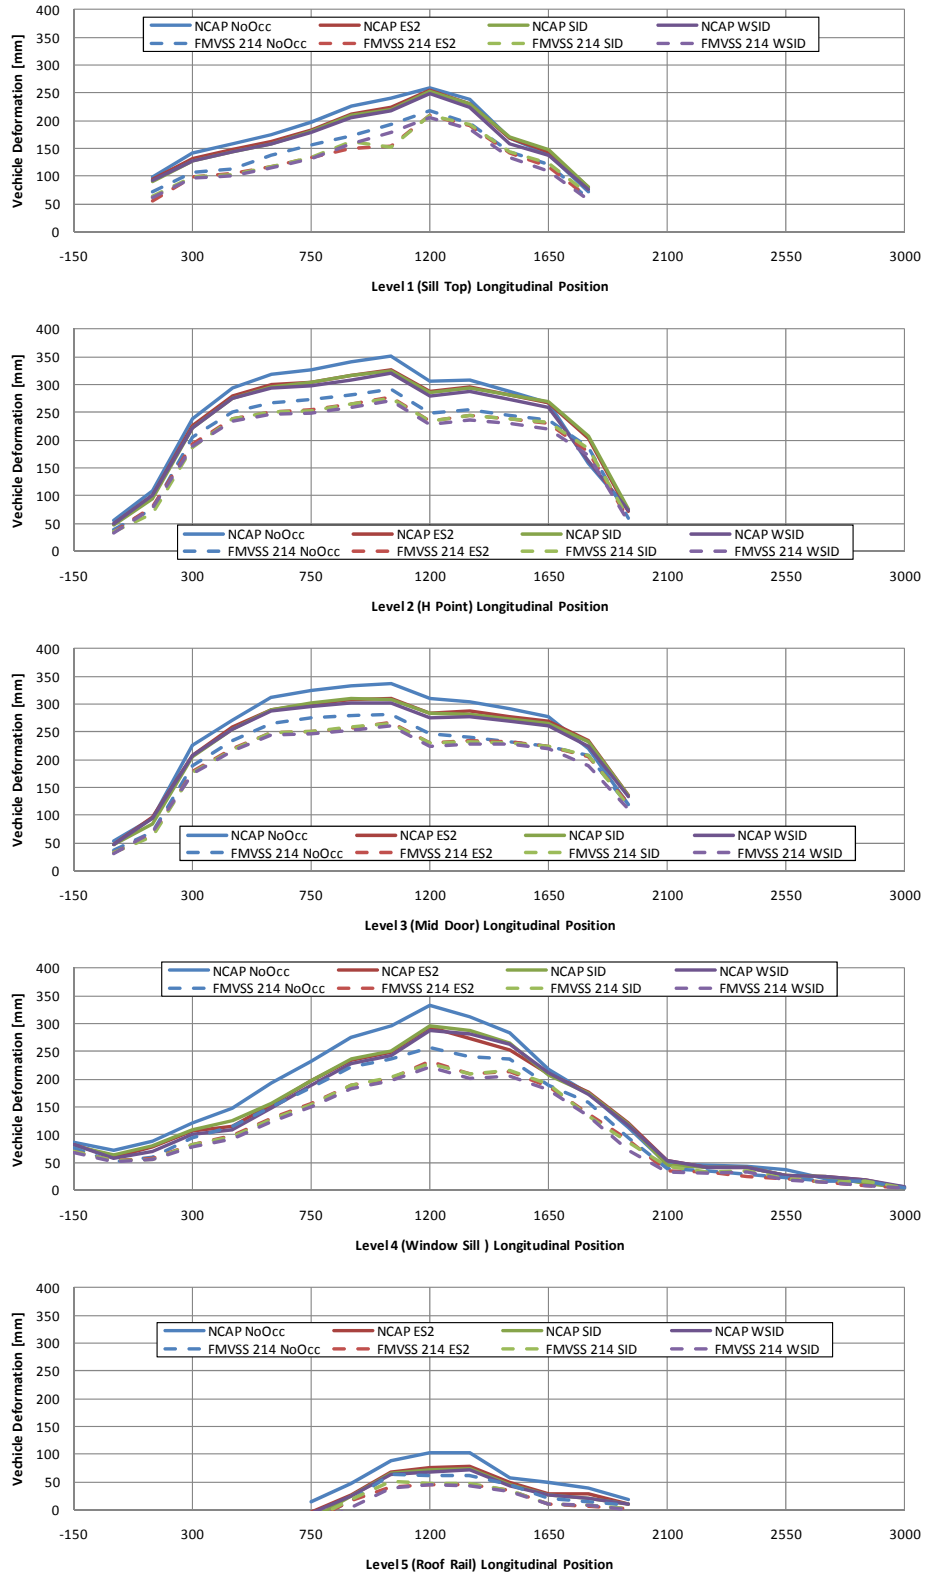 Vechicle Deformation [mm]
400
NCAP NoOcc NCAP ES2 NCAP SID NCAP WSID
FMVSS 214 NoOcc FMVSS 214 ES2 FMVSS 214 SID FMVSS 214 WSID
350
300
250
200
150
100
50
0
-150 300 750 1200 1650 2100 2550 3000
Level 1 (Sill Top) Longitudinal Position
Vechicle Deformation [mm]
400
350
300
250
200
150
100
50
NCAP NoOcc NCAP ES2 NCAP SID NCAP WSID
FMVSS 214 NoOcc FMVSS 214 ES2 FMVSS 214 SID FMVSS 214 WSID
0
-150 300 750 1200 1650 2100 2550 3000
Level 2 (H Point) Longitudinal Position
Vechicle Deformation [mm]
400
350
300
250
200
150
100
50
NCAP NoOcc NCAP ES2 NCAP SID NCAP WSID
FMVSS 214 NoOcc FMVSS 214 ES2 FMVSS 214 SID FMVSS 214 WSID
0
-150 300 750 1200 1650 2100 2550 3000
Level 3 (Mid Door) Longitudinal Position
Vechicle Deformation [mm]
400
NCAP NoOcc NCAP ES2 NCAP SID NCAP WSID
FMVSS 214 NoOcc FMVSS 214 ES2 FMVSS 214 SID FMVSS 214 WSID
350
300
250
200
150
100
50
0
-150 300 750 1200 1650 2100 2550 3000
Level 4 (Window Sill ) Longitudinal Position
Vechicle Deformation [mm]
400
350
NCAP NoOcc NCAP ES2 NCAP SID NCAP WSID
FMVSS 214 NoOcc FMVSS 214 ES2 FMVSS 214 SID FMVSS 214 WSID
300
250
200
150
100
50
0
-150 300 750 1200 1650 2100 2550 3000
Level 5 (Roof Rail) Longitudinal Position